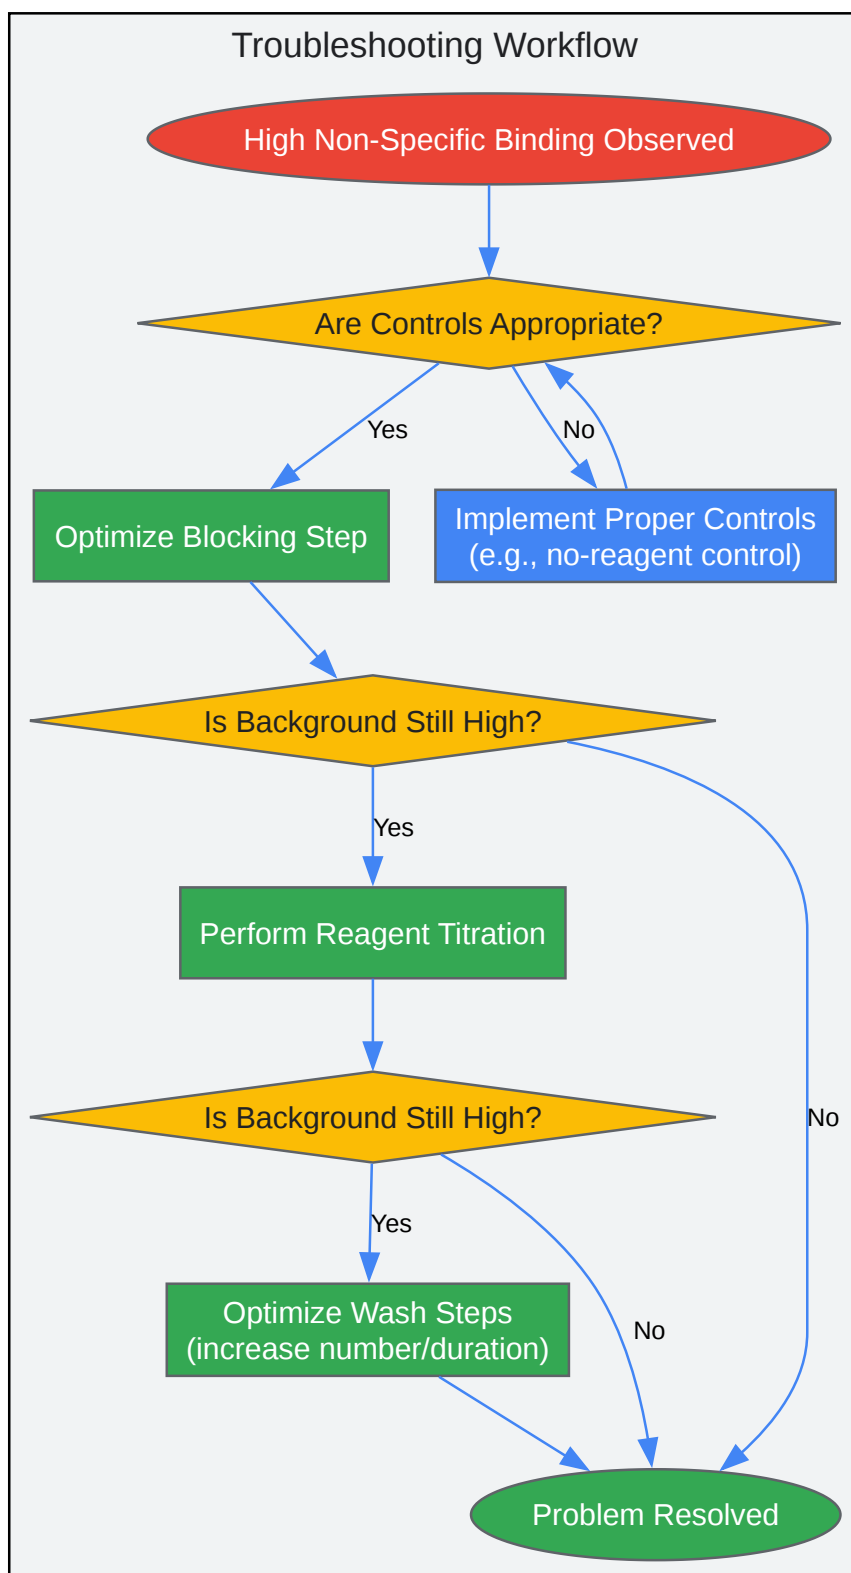 Troubleshooting Workflow
High Non-Specific Binding Observed
Are Controls Appropriate?
Yes
No
Optimize Blocking Step
Implement Proper Controls
(e.g., no-reagent control)
Is Background Still High?
Yes
Perform Reagent Titration
Is Background Still High?
No
Yes
Optimize Wash Steps
(increase number/duration)
No
Problem Resolved